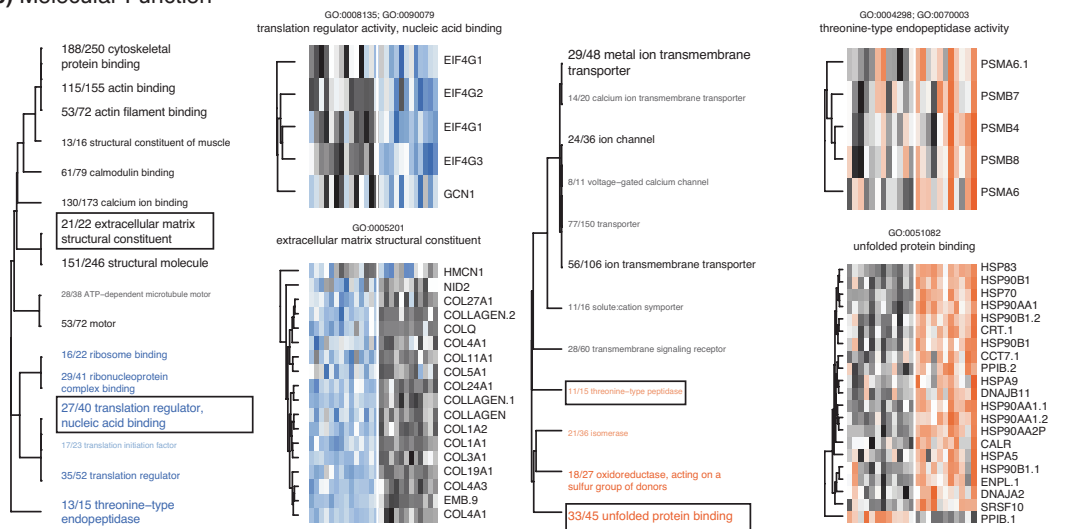 ) Molecular Function
188/250 cytoskeletal
protein binding
115/155 actin binding
53/72 actin filament binding
13/16 structural constituent of muscle
61/79 calmodulin binding
130/173 calcium ion binding
21/22 extracellular matrix
structural constituent
151/246 structural molecule
28/38 ATP−dependent microtubule motor
53/72 motor
16/22 ribosome binding
29/41 ribonucleoprotein
complex binding
27/40 translation regulator,
nucleic acid binding
17/23 translation initiation factor
35/52 translation regulator
13/15 threonine−type
endopeptidase
GO:0008135; GO:0090079
translation regulator activity, nucleic acid binding
EIF4G1
EIF4G2
EIF4G1
EIF4G3
GCN1
GO:0005201
extracellular matrix structural constituent
HMCN1
NID2
COL27A1
COLLAGEN.2
COLQ
COL4A1
COL11A1
COL5A1
COL24A1
COLLAGEN.1
COLLAGEN
COL1A2
COL1A1
COL3A1
COL19A1
COL4A3
EMB.9
COL4A1
29/48 metal ion transmembrane
transporter
14/20 calcium ion transmembrane transporter
24/36 ion channel
8/11 voltage−gated calcium channel
77/150 transporter
56/106 ion transmembrane transporter
11/16 solute:cation symporter
28/60 transmembrane signaling receptor
11/15 threonine−type peptidase
21/36 isomerase
18/27 oxidoreductase, acting on a
sulfur group of donors
33/45 unfolded protein binding
GO:0004298; GO:0070003
threonine-type endopeptidase activity
PSMA6.1
PSMB7
PSMB4
PSMB8
PSMA6
GO:0051082
unfolded protein binding
HSP83
HSP90B1
HSP70
HSP90AA1
HSP90B1.2
CRT.1
HSP90B1
CCT7.1
PPIB.2
HSPA9
DNAJB11
HSP90AA1.1
HSP90AA1.2
HSP90AA2P
CALR
HSPA5
HSP90B1.1
ENPL.1
DNAJA2
SRSF10
PPIB.1